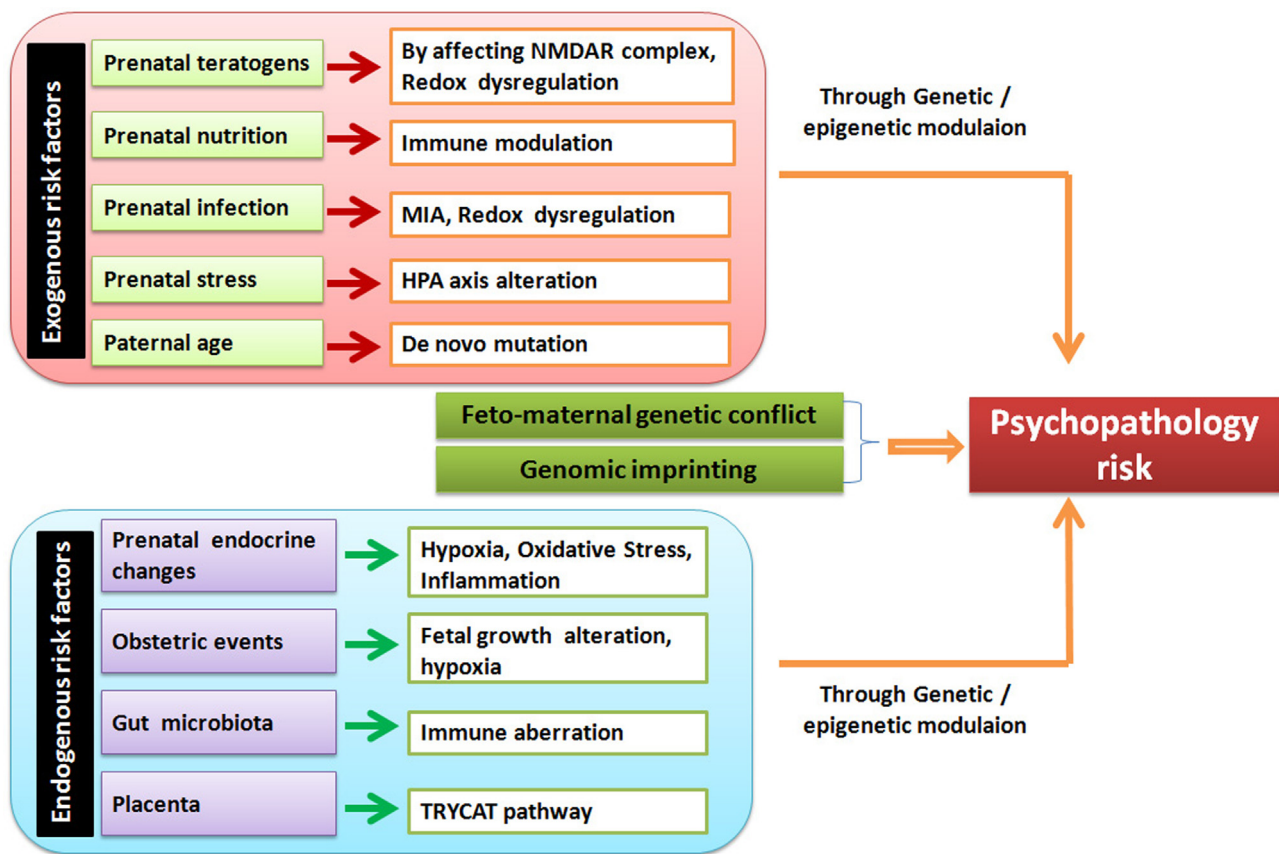 Exogenous risk factors
Prenatal teratogens
By affecting NMDAR complex,
Redox dysregulation
Prenatal nutrition
Immune modulation
Prenatal infection
MIA, Redox dysregulation
Prenatal stress
HPA axis alteration
Paternal age
De novo mutation
Through Genetic /
epigenetic modulaion
Feto-maternal genetic conflict
Genomic imprinting
Psychopathology
risk
Endogenous risk factors
Prenatal endocrine
changes
Hypoxia, Oxidative Stress,
Inflammation
Obstetric events
Fetal growth alteration,
hypoxia
Gut microbiota
Immune aberration
Placenta
TRYCAT pathway
Through Genetic /
epigenetic modulaion